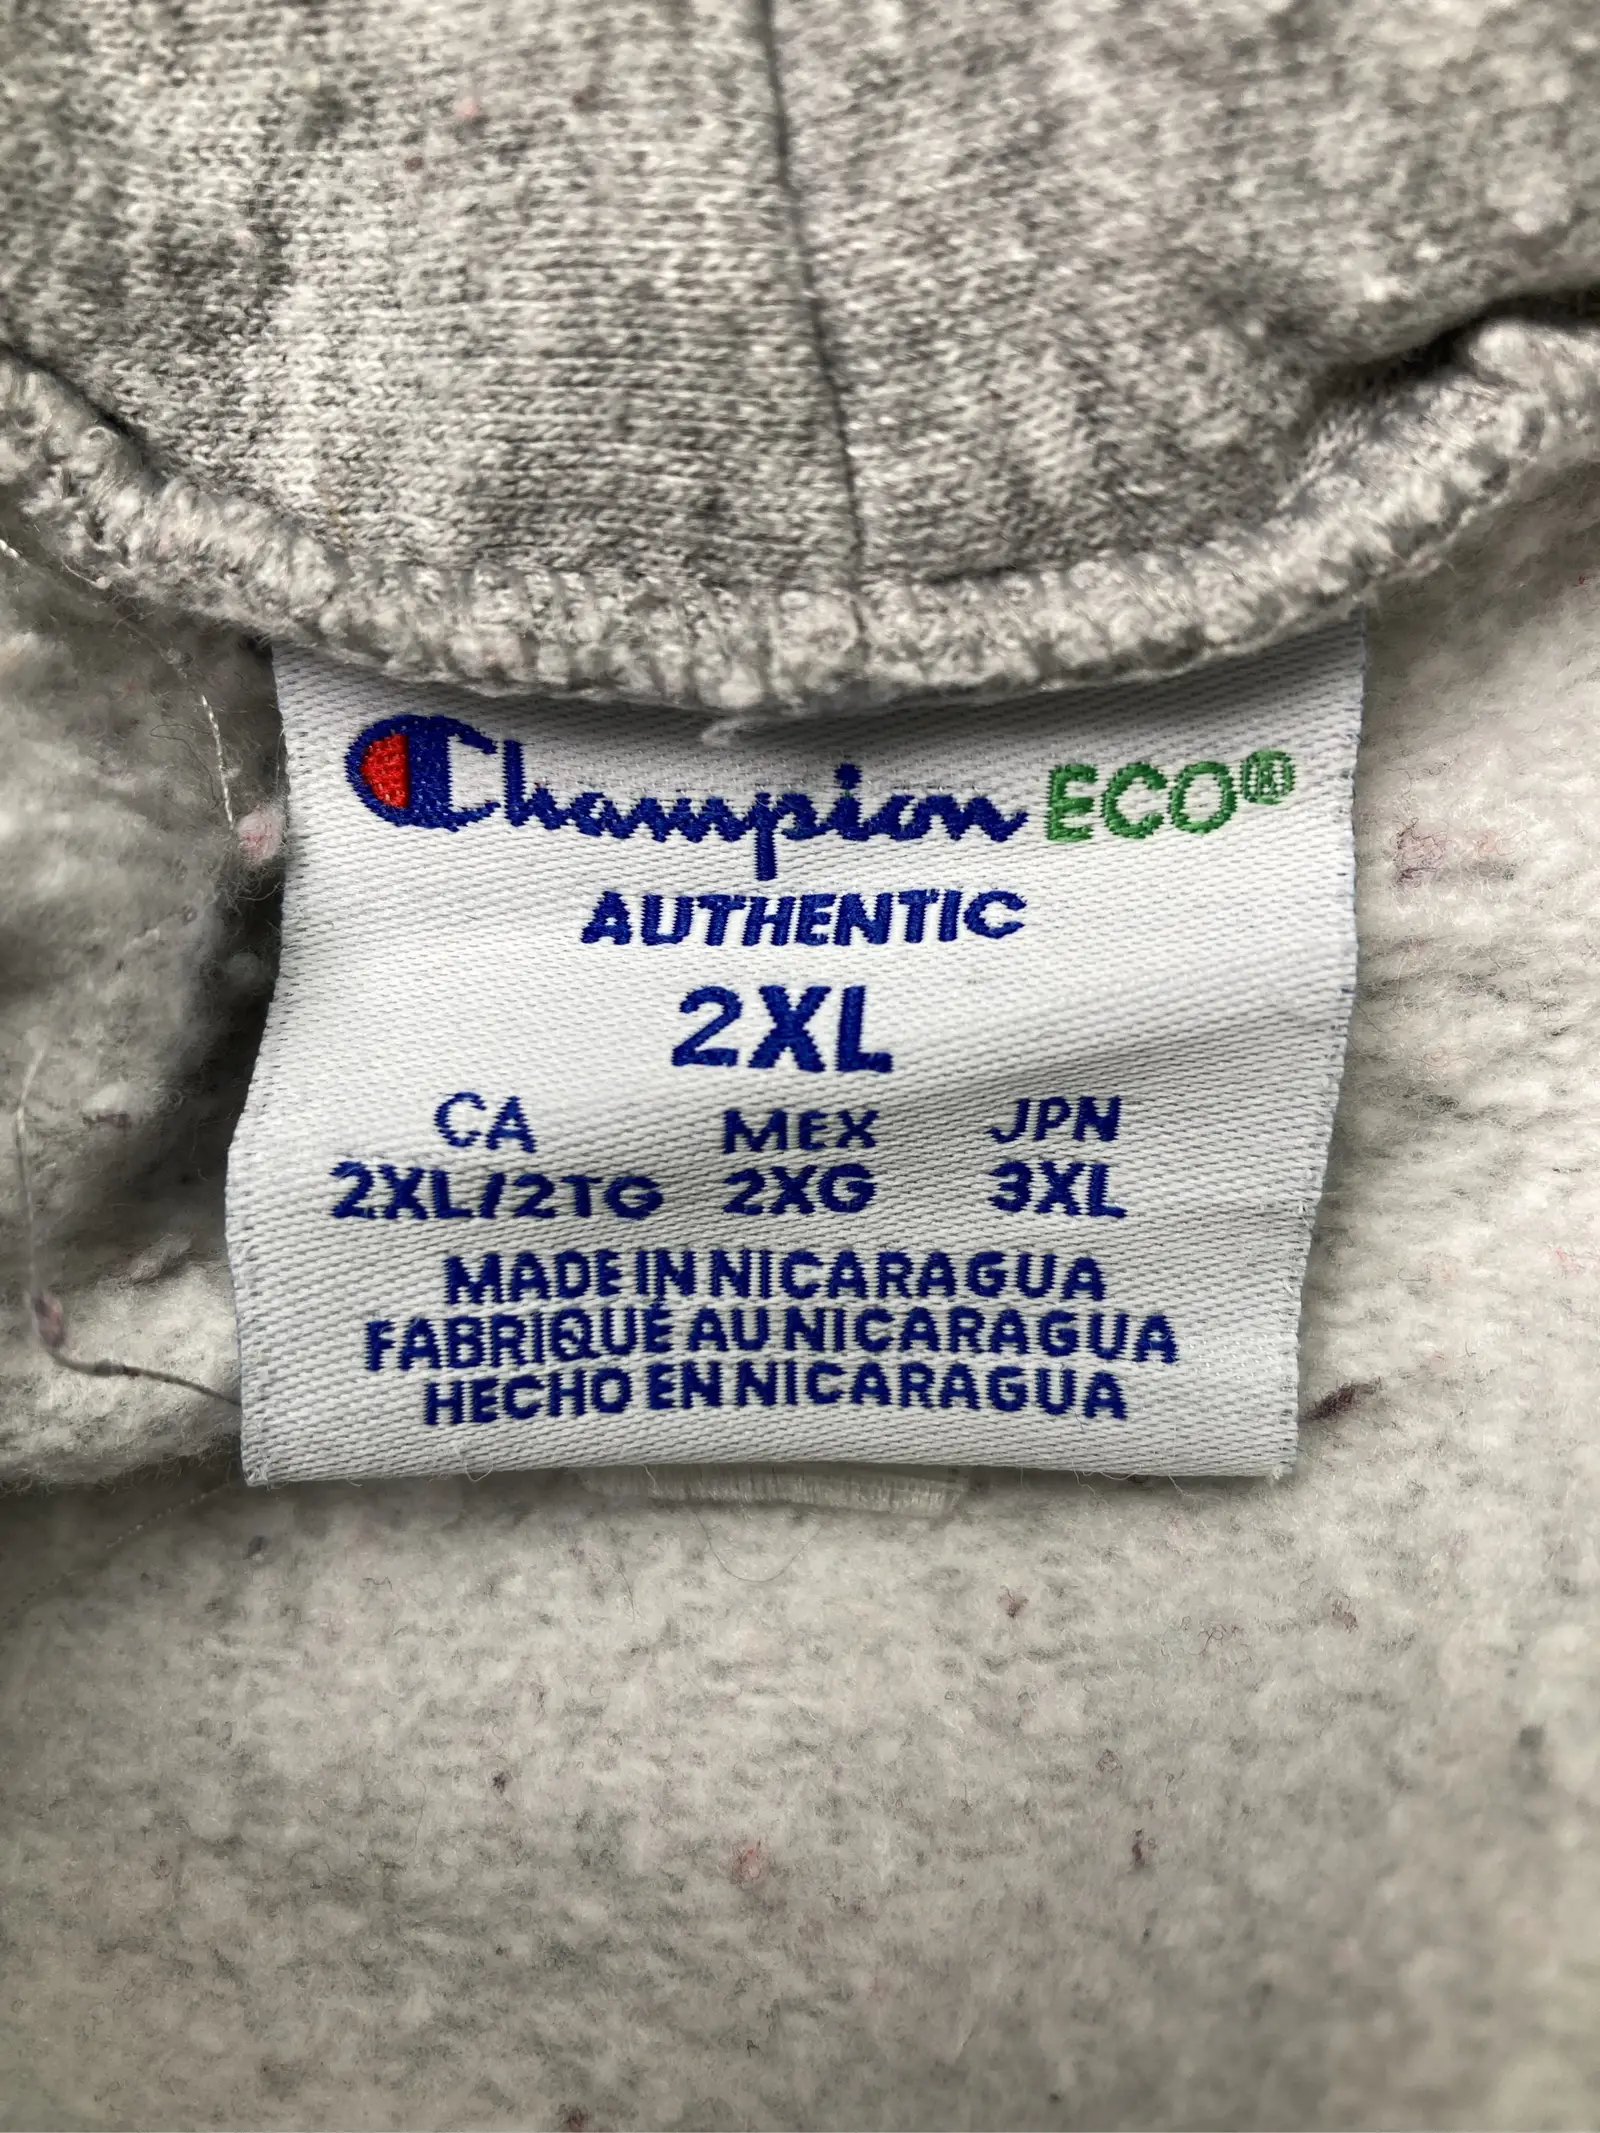 Champion ECO®
AUTHENTIC
2XL
CA MEX JPN
2XL/2TG 2XG 3XL
MADE IN NICARAGUA
FABRIQUÉ AU NICARAGUA
HECHO EN NICARAGUA